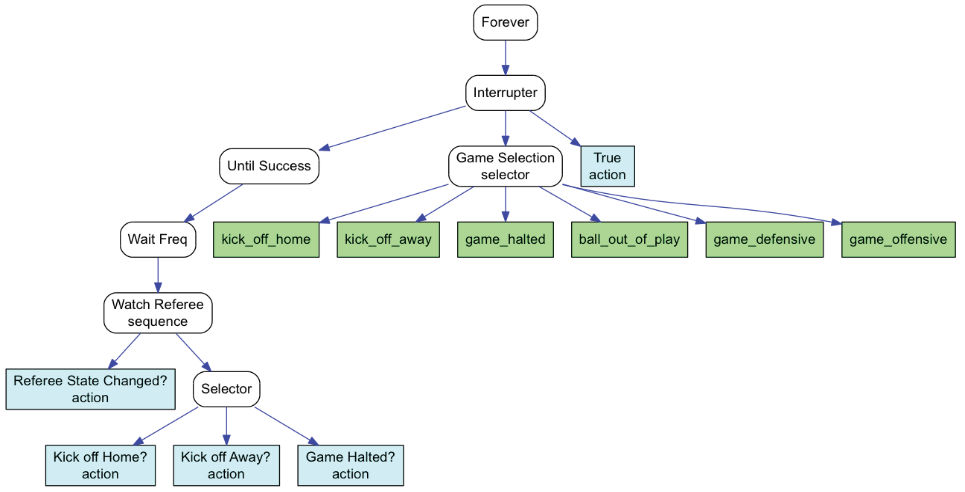 Forever
Interrupter
Until Success
Game Selection
selector
True
action
Wait Freq
kick_off_home
kick_off_away
game_halted
ball_out_of_play
game_defensive
game_offensive
Watch Referee
sequence
Referee State Changed?
action
Selector
Kick off Home?
action
Kick off Away?
action
Game Halted?
action